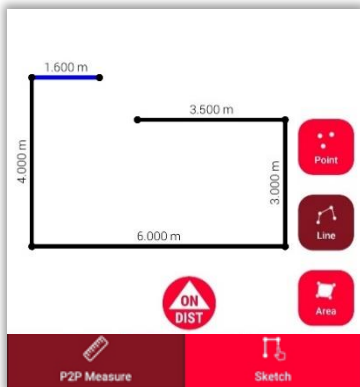 1.600 m
3.500 m
4.000 m
3.000 m
Point
6.000 m
Line
ON
DIST
Area
P2P Measure
Sketch